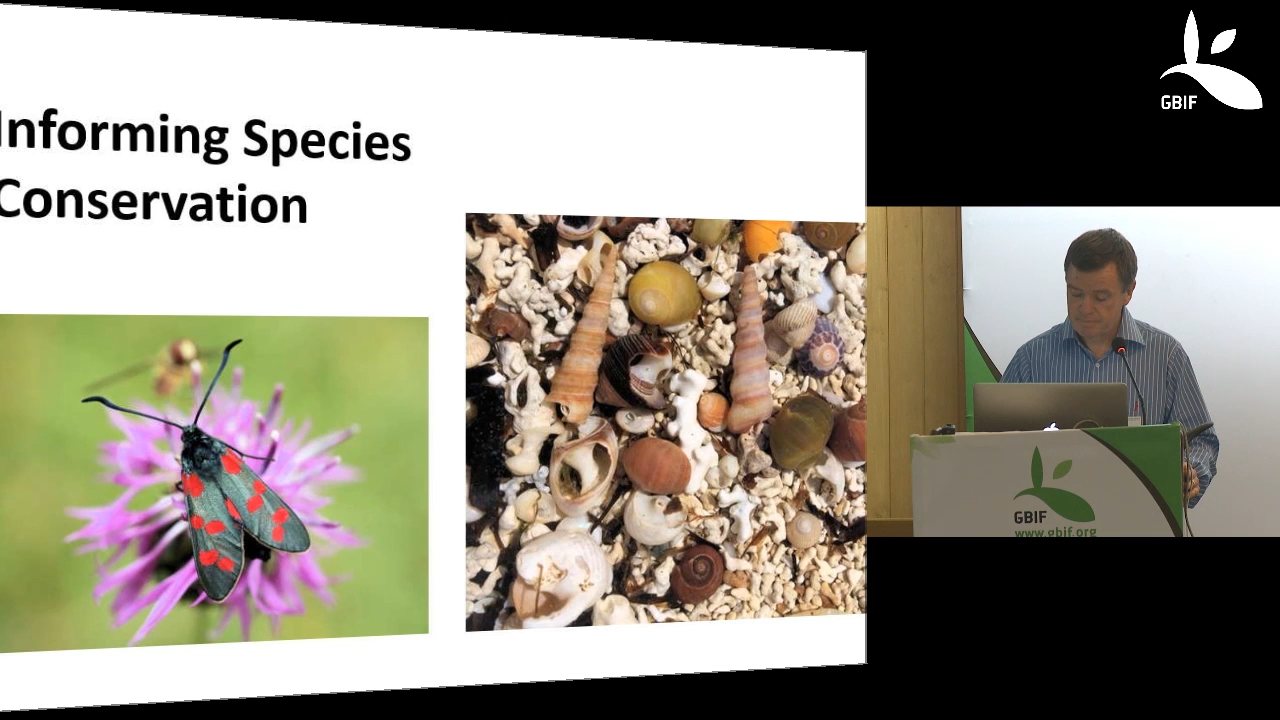 Informing Species
Conservation
GBIF
GBIF
www.gbif.org